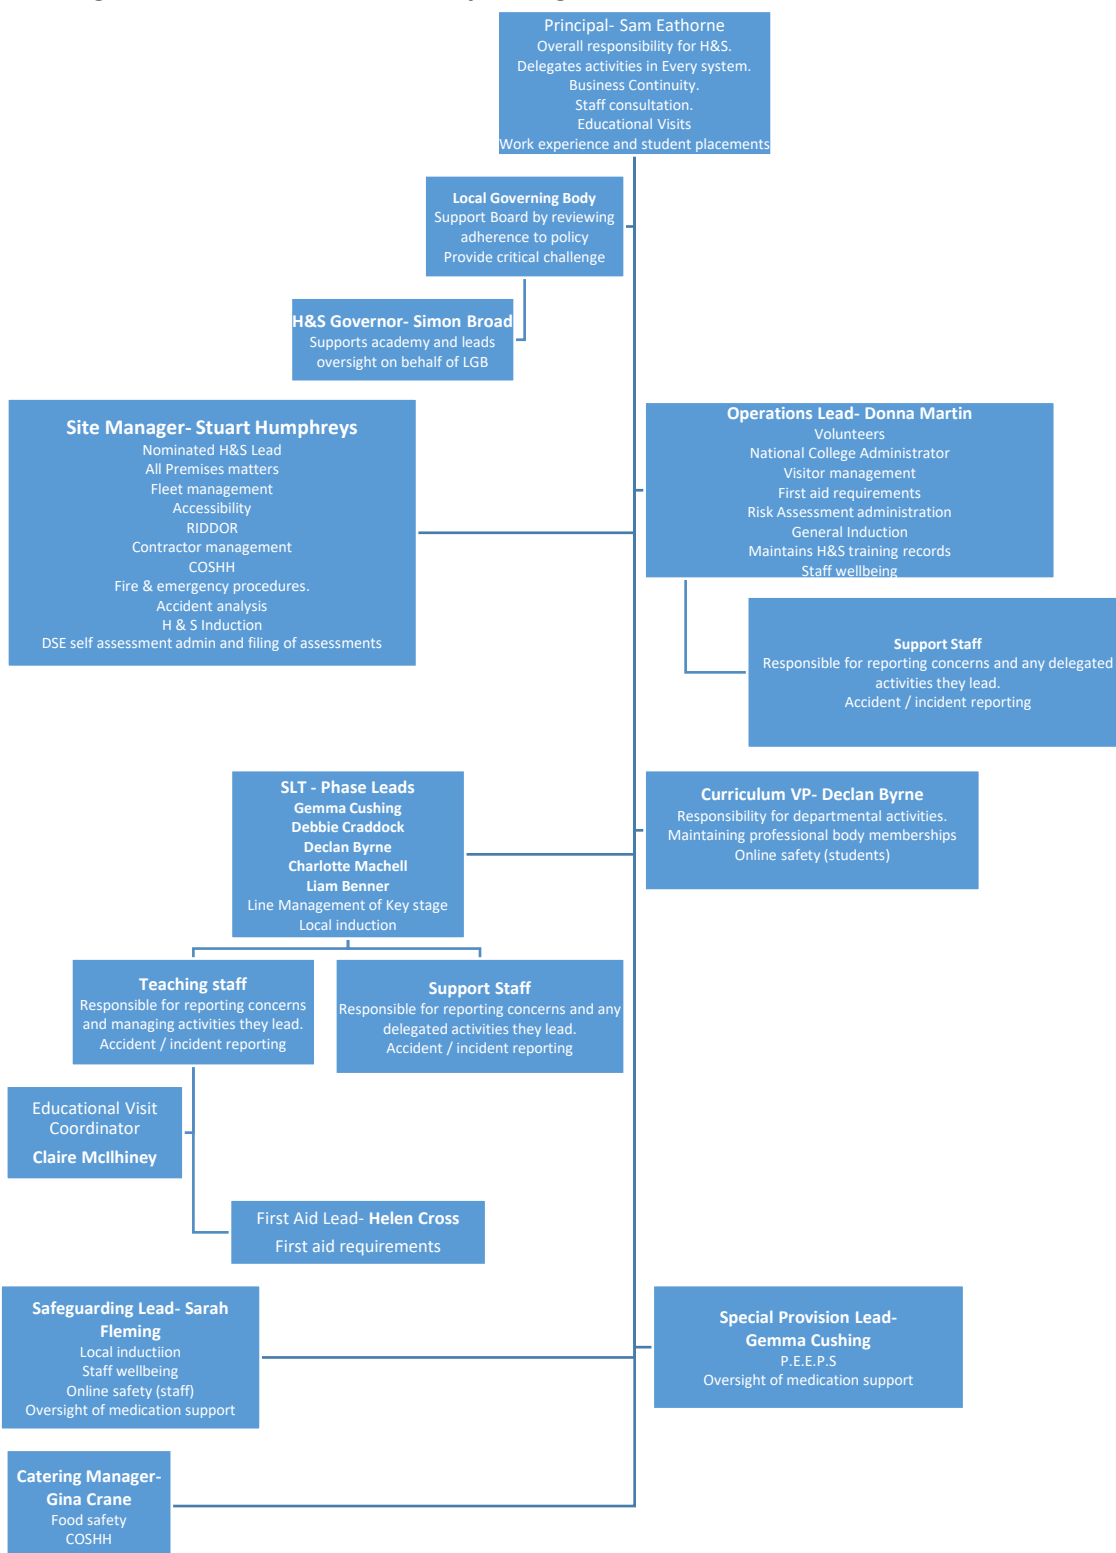 Principal- Sam Eathorne
Overall responsibility for H&S.
Delegates activities in Every system.
Business Continuity.
Staff consultation.
Educational Visits
Work experience and student placements
Local Governing Body
Support Board by reviewing
adherence to policy
Provide critical challenge
H&S Governor- Simon Broad
Supports academy and leads
oversight on behalf of LGB
Site Manager- Stuart Humphreys
Nominated H&S Lead
All Premises matters
Fleet management
Accessibility
RIDDOR
Contractor management
COSHH
Fire & emergency procedures.
Accident analysis
H & S Induction
DSE self assessment admin and filing of assessments
Operations Lead- Donna Martin
Volunteers
National College Administrator
Visitor management
First aid requirements
Risk Assessment administration
General Induction
Maintains H&S training records
Staff wellbeing
Support Staff
Responsible for reporting concerns and any delegated
activities they lead.
Accident / incident reporting
SLT - Phase Leads
Gemma Cushing
Debbie Craddock
Declan Byrne
Charlotte Machell
Liam Benner
Line Management of Key stage
Local induction
Curriculum VP- Declan Byrne
Responsibility for departmental activities.
Maintaining professional body memberships
Online safety (students)
Teaching staff
Responsible for reporting concerns
and managing activities they lead.
Accident / incident reporting
Support Staff
Responsible for reporting concerns and any
delegated activities they lead.
Accident / incident reporting
Educational Visit
Coordinator
Claire McIlhiney
First Aid Lead- Helen Cross
First aid requirements
Safeguarding Lead- Sarah
Fleming
Local inductiion
Staff wellbeing
Online safety (staff)
Oversight of medication support
Special Provision Lead-
Gemma Cushing
P.E.E.P.S
Oversight of medication support
Catering Manager-
Gina Crane
Food safety
COSHH